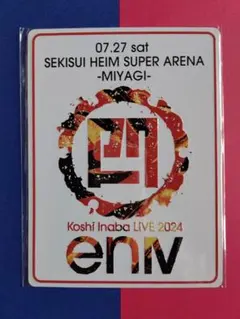 07.27 sat
SEKISUI HEIM SUPER ARENA
-MIYAGI-
Koshi Inaba LIVE 2024
enIV